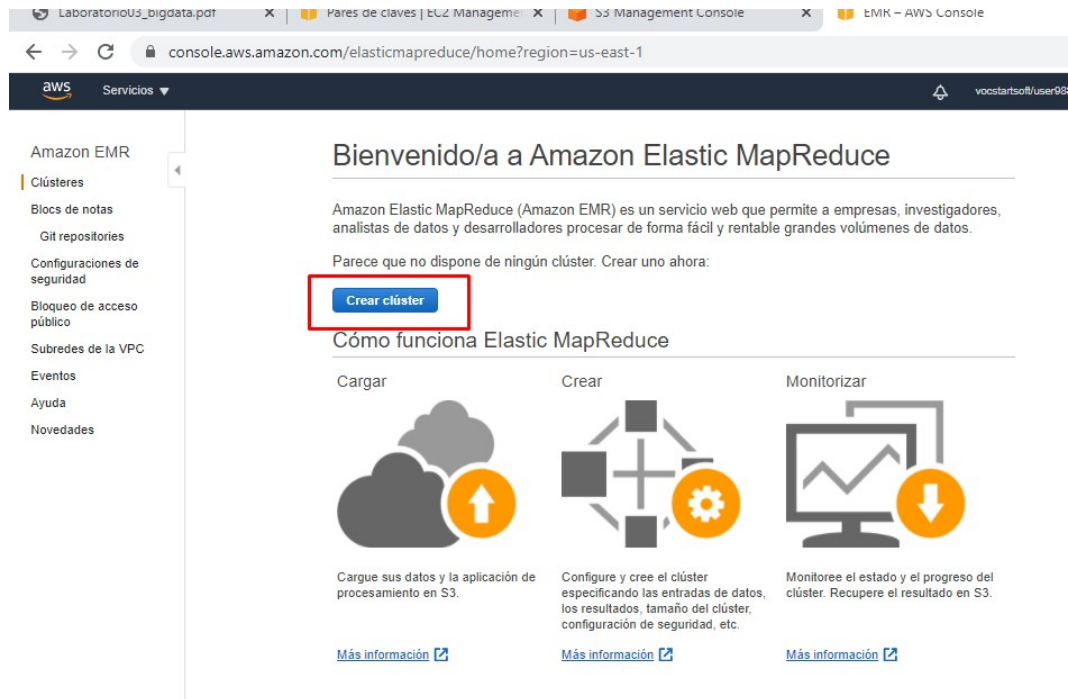 Laboratorio03_bigdata.pdf
Pares de claves | EC2 Manageme
S3 Management Console
EMR – AWS Console
console.aws.amazon.com/elasticmapreduce/home?region=us-east-1
aws
Servicios
vocstartsoft/user98
Amazon EMR
Clústeres
Blocs de notas
Git repositories
Configuraciones de
seguridad
Bloqueo de acceso
público
Subredes de la VPC
Eventos
Ayuda
Novedades
Bienvenido/a a Amazon Elastic MapReduce
Amazon Elastic MapReduce (Amazon EMR) es un servicio web que permite a empresas, investigadores,
analistas de datos y desarrolladores procesar de forma fácil y rentable grandes volúmenes de datos.
Parece que no dispone de ningún clúster. Crear uno ahora:
Crear clúster
Cómo funciona Elastic MapReduce
Cargar
Cargue sus datos y la aplicación de
procesamiento en S3.
Más información
Crear
Configure y cree el clúster
especificando las entradas de datos,
los resultados, tamaño del clúster,
configuración de seguridad, etc.
Más información
Monitorizar
Monitoree el estado y el progreso del
clúster. Recupere el resultado en S3.
Más información